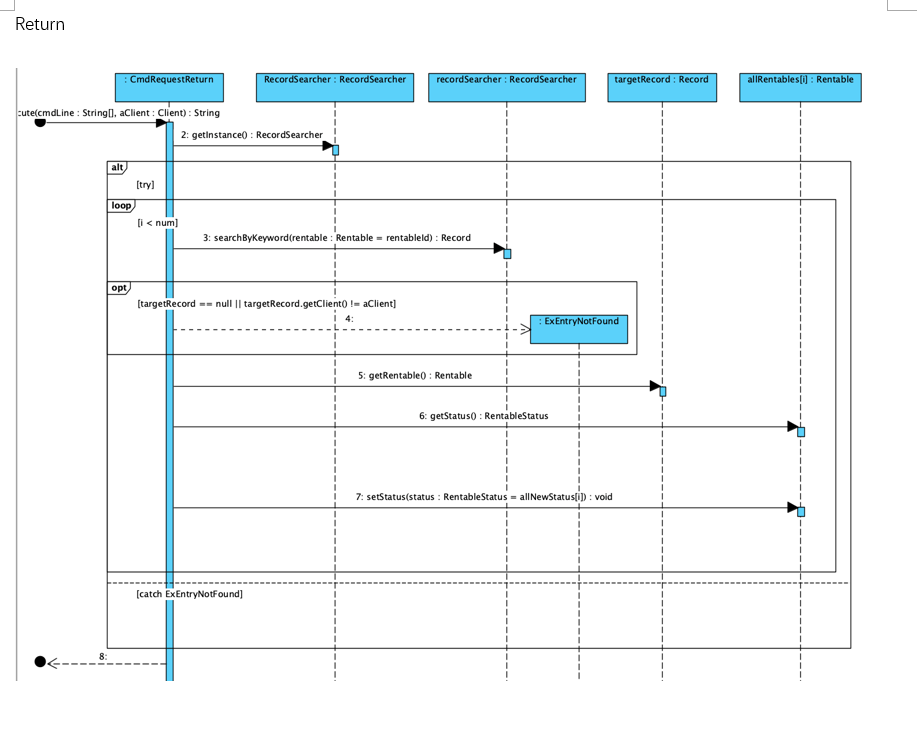 Return
: CmdRequestReturn
RecordSearcher : RecordSearcher
recordSearcher : RecordSearcher
targetRecord : Record
allRentables[i] : Rentable
cute(cmdLine : String[], aClient : Client) : String
2: getInstance() : RecordSearcher
alt
[try]
loop
[i < num]
3: searchByKeyword(rentable : Rentable = rentableId) : Record
opt
[targetRecord == null || targetRecord.getClient() != aClient]
4:
: ExEntryNotFound
5: getRentable() : Rentable
6: getStatus() : RentableStatus
7: setStatus(status : RentableStatus = allNewStatus[i]) : void
[catch ExEntryNotFound]
8: